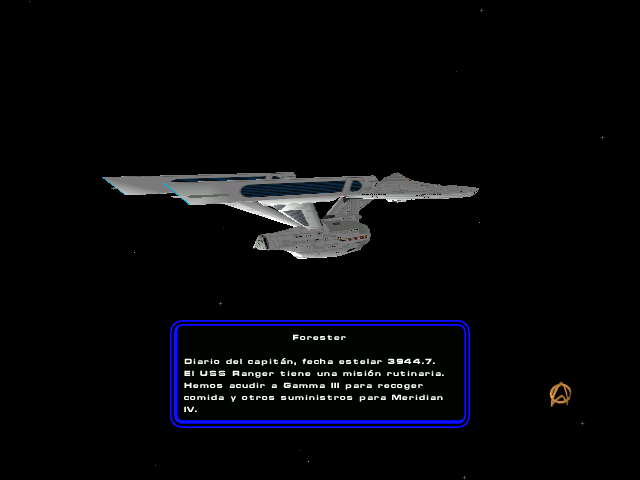 Forester
Diario del capitán, fecha estelar 3944.7.
El USS Ranger tiene una misión rutinaria.
Hemos acudir a Gamma III para recoger
comida y otros suministros para Meridian
IV.